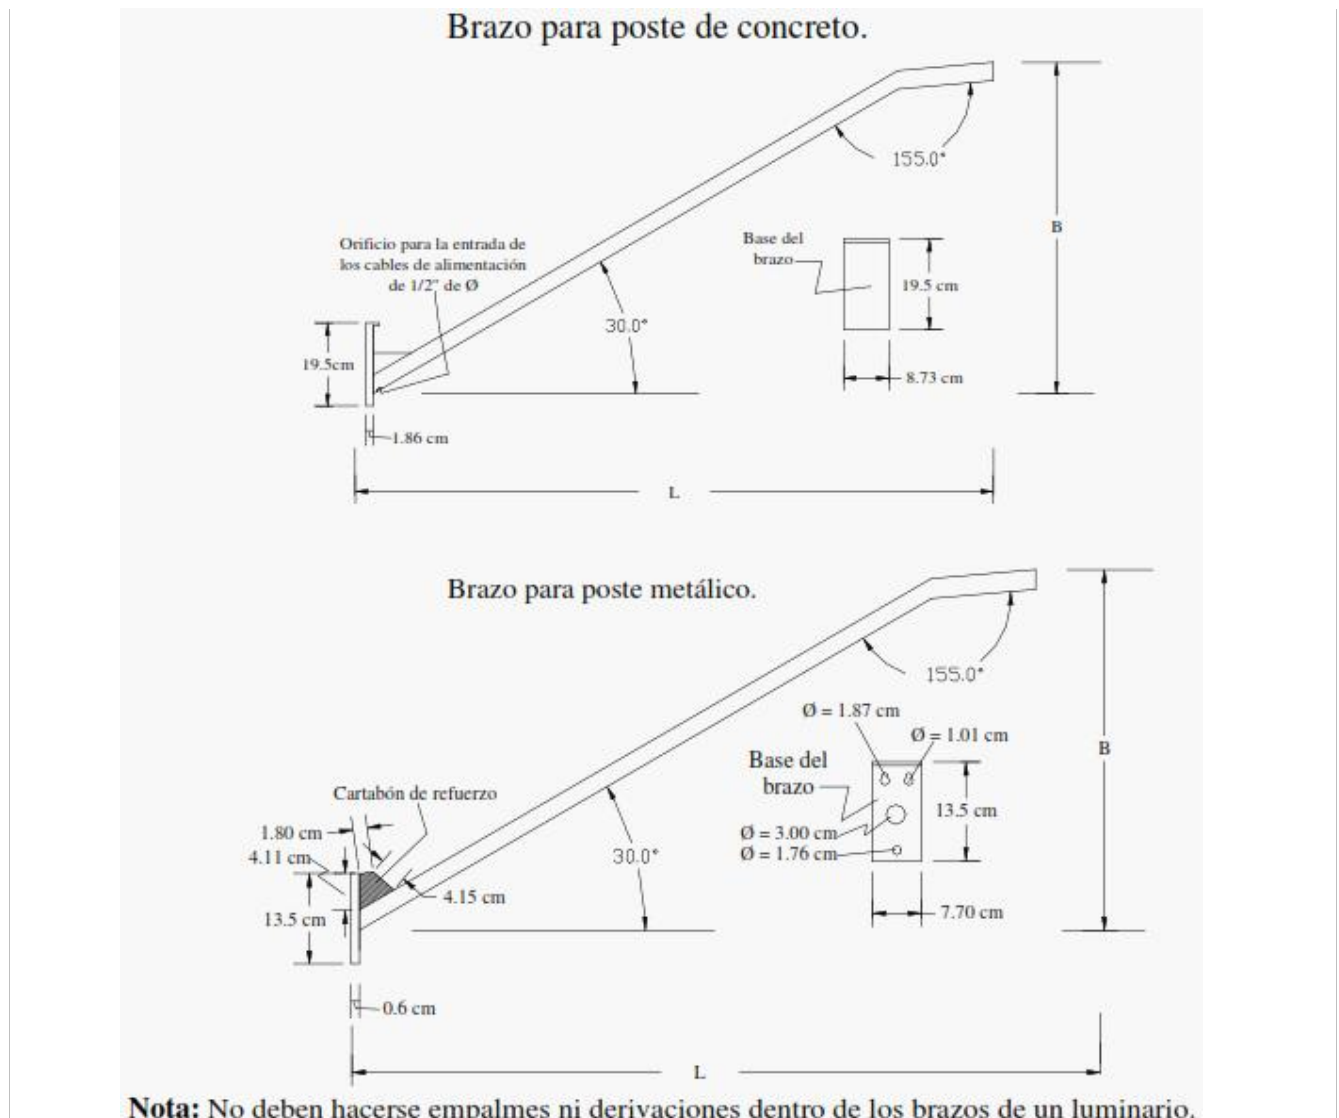 Brazo para poste de concreto.
155.0°
B
Orificio para la entrada de
los cables de alimentación
de 1/2" de Ø
Base del
brazo
19.5 cm
30.0°
19.5cm
8.73 cm
1.86 cm
L
Brazo para poste metálico.
155.0°
Ø = 1.87 cm
Ø = 1.01 cm
B
Base del
brazo
13.5 cm
Cartabón de refuerzo
1.80 cm
4.11 cm
Ø = 3.00 cm
Ø = 1.76 cm
30.0°
4.15 cm
13.5 cm
7.70 cm
0.6 cm
L
Nota: No deben hacerse empalmes ni derivaciones dentro de los brazos de un luminario.